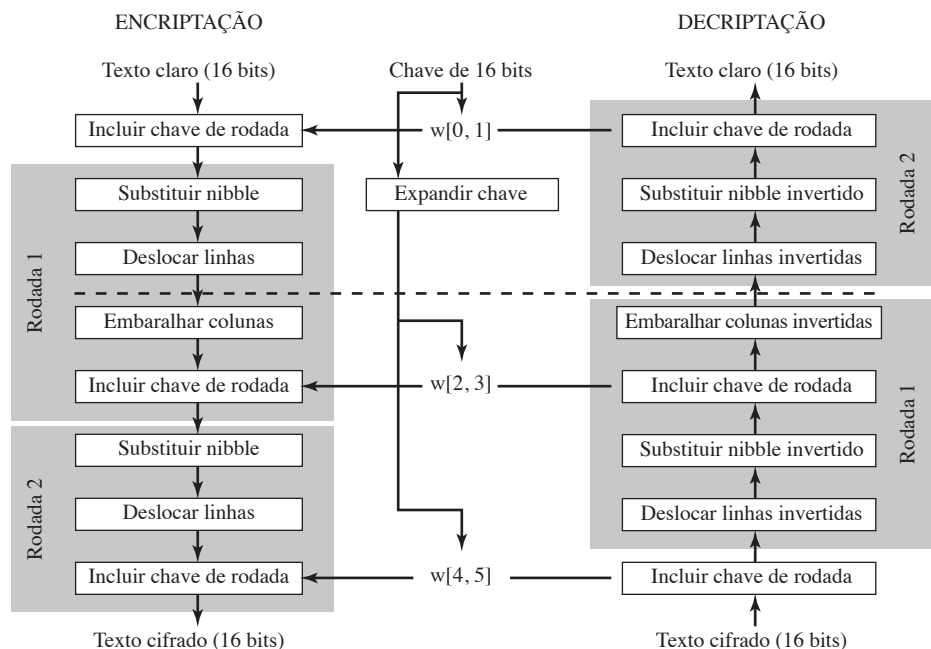 ENCRIPTAÇÃO
Texto claro (16 bits)
Incluir chave de rodada
Rodada 1
Substituir nibble
Deslocar linhas
Embaralhar colunas
Incluir chave de rodada
Rodada 2
Substituir nibble
Deslocar linhas
Incluir chave de rodada
Texto cifrado (16 bits)
Chave de 16 bits
w[0, 1]
Expandir chave
w[2, 3]
w[4, 5]
DECRIPTAÇÃO
Texto claro (16 bits)
Incluir chave de rodada
Substituir nibble invertido
Deslocar linhas invertidas
Rodada 2
Embaralhar colunas invertidas
Incluir chave de rodada
Substituir nibble invertido
Deslocar linhas invertidas
Rodada 1
Incluir chave de rodada
Texto cifrado (16 bits)